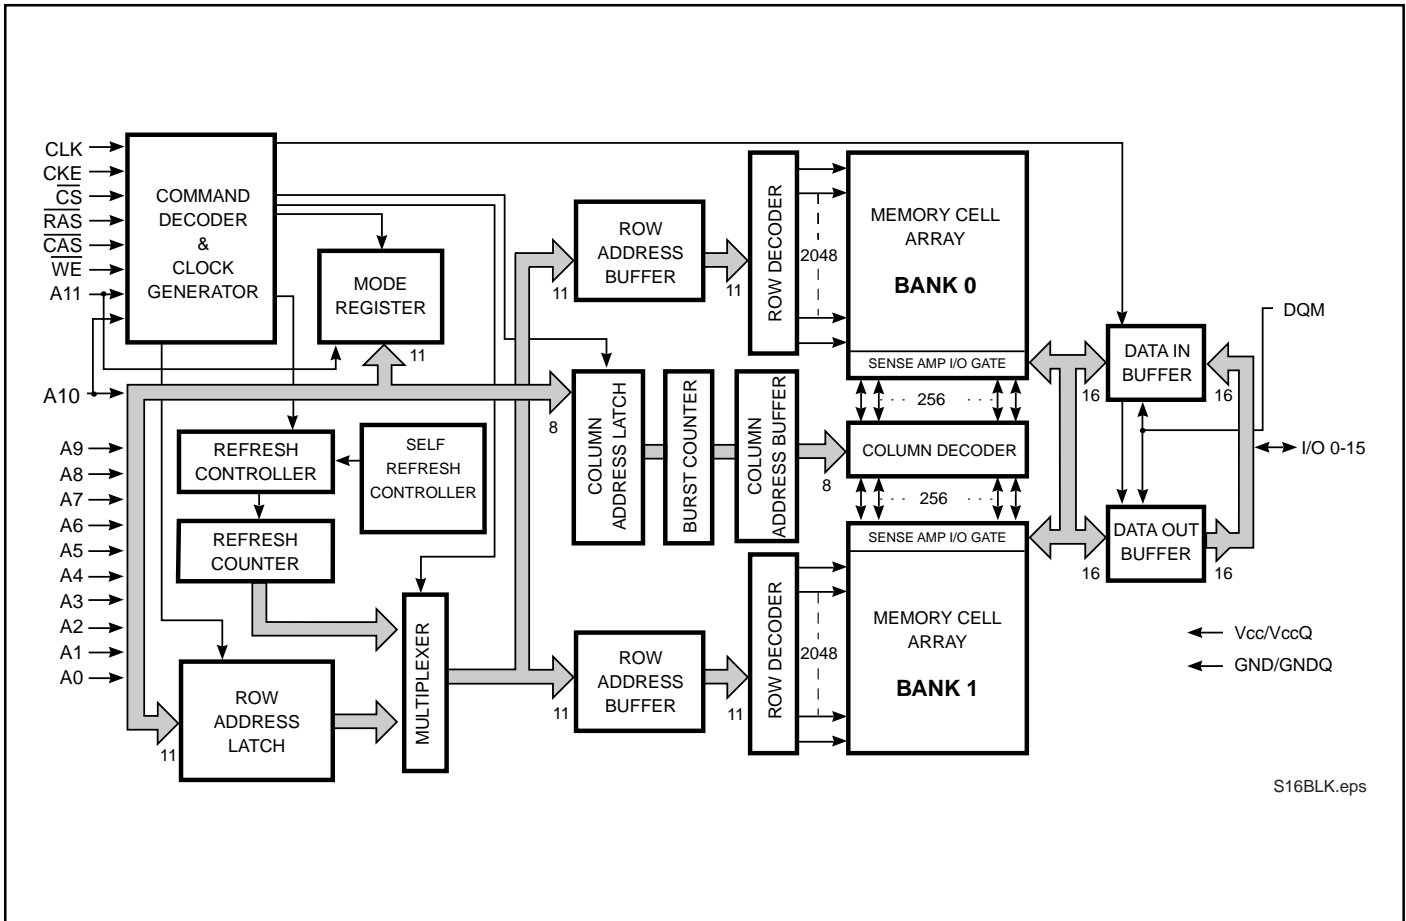 CLK
CKE
CS
RAS
CAS
WE
A11
A10
A9
A8
A7
A6
A5
A4
A3
A2
A1
A0
COMMAND
DECODER
&
CLOCK
GENERATOR
MODE
REGISTER
11
REFRESH
CONTROLLER
SELF
REFRESH
CONTROLLER
REFRESH
COUNTER
ROW
ADDRESS
LATCH
11
MULTIPLEXER
ROW
ADDRESS
BUFFER
11
11
COLUMN
ADDRESS LATCH
8
BURST COUNTER
COLUMN
ADDRESS BUFFER
8
ROW
ADDRESS
BUFFER
11
11
ROW DECODER
2048
MEMORY CELL
ARRAY
BANK 0
SENSE AMP I/O GATE
256
COLUMN DECODER
256
SENSE AMP I/O GATE
MEMORY CELL
ARRAY
BANK 1
ROW DECODER
2048
DATA IN
BUFFER
16
16
DATA OUT
BUFFER
16
16
DQM
I/O 0-15
Vcc/VccQ
GND/GNDQ
S16BLK.eps